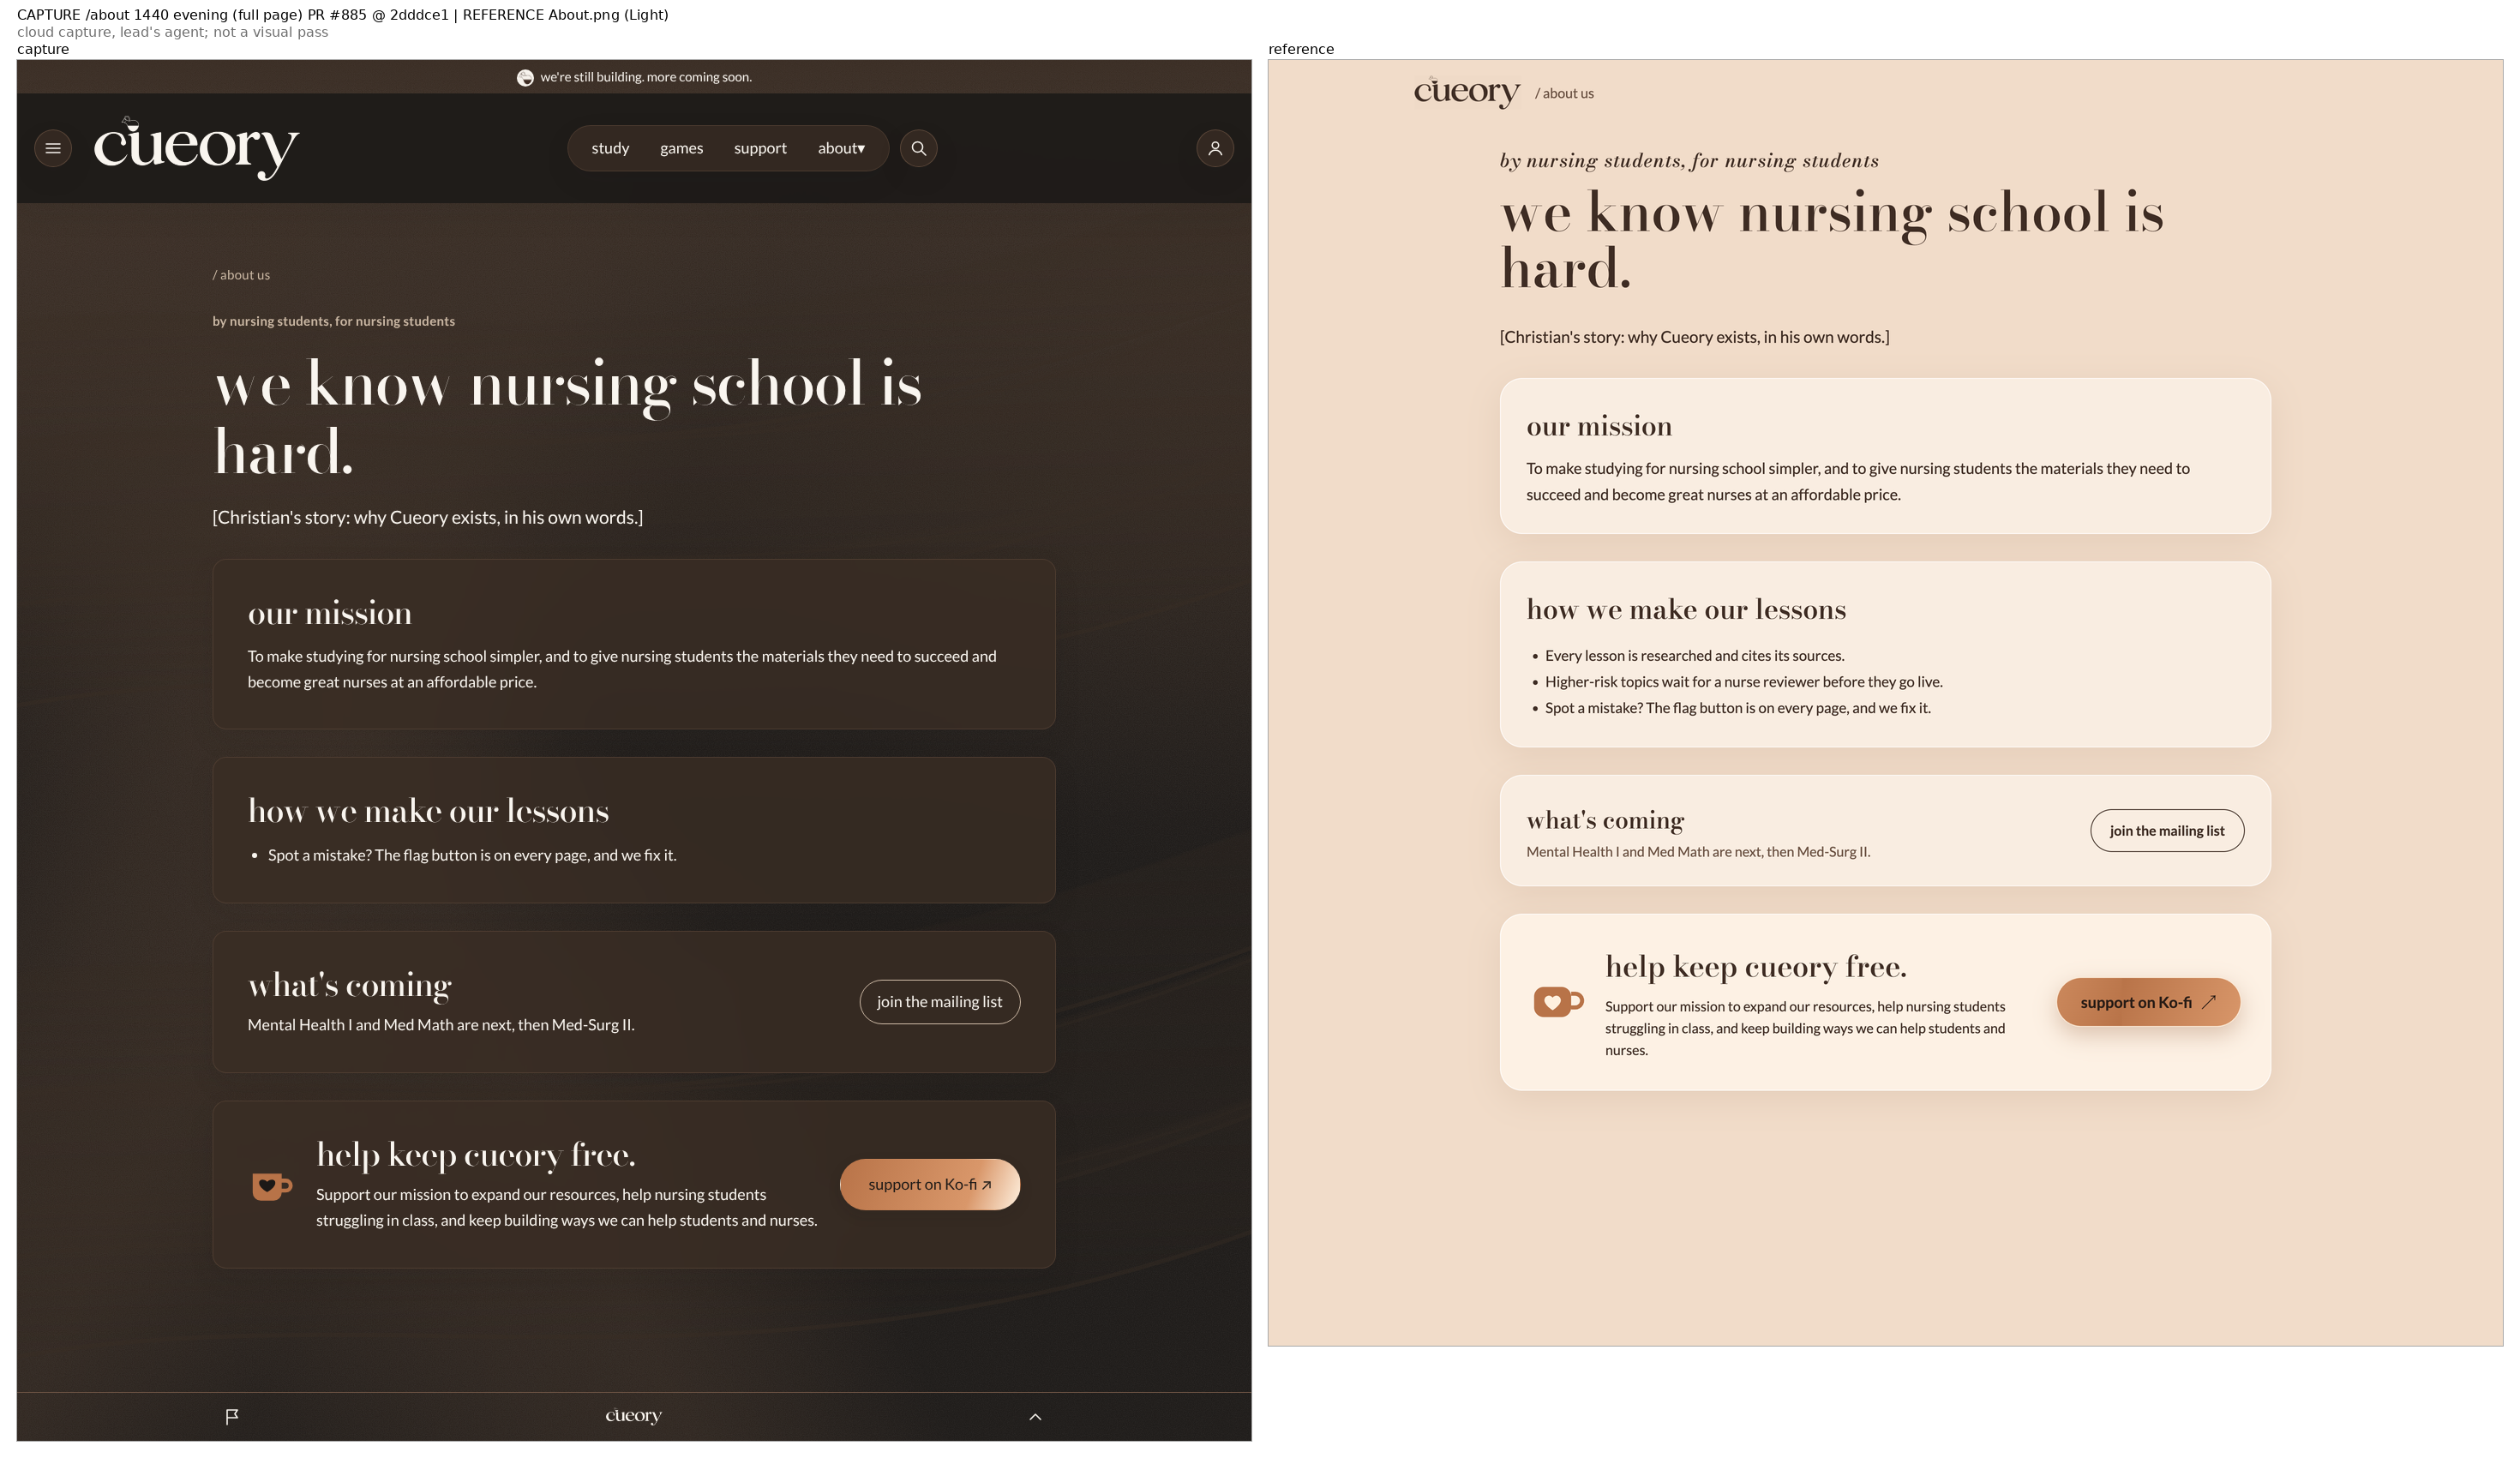 CAPTURE /about 1440 evening (full page) PR #885 @ 2dddce1 | REFERENCE About.png (Light)
cloud capture, lead's agent; not a visual pass
capture
we're still building. more coming soon.
cueory
study
games
support
about▾
/ about us
by nursing students, for nursing students
we know nursing school is
hard.
[Christian's story: why Cueory exists, in his own words.]
our mission
To make studying for nursing school simpler, and to give nursing students the materials they need to succeed and
become great nurses at an affordable price.
how we make our lessons
• Spot a mistake? The flag button is on every page, and we fix it.
what's coming
Mental Health I and Med Math are next, then Med-Surg II.
join the mailing list
help keep cueory free.
Support our mission to expand our resources, help nursing students
struggling in class, and keep building ways we can help students and nurses.
support on Ko-fi ↗
cueory
reference
cueory
/ about us
by nursing students, for nursing students
we know nursing school is
hard.
[Christian's story: why Cueory exists, in his own words.]
our mission
To make studying for nursing school simpler, and to give nursing students the materials they need to
succeed and become great nurses at an affordable price.
how we make our lessons
• Every lesson is researched and cites its sources.
• Higher-risk topics wait for a nurse reviewer before they go live.
• Spot a mistake? The flag button is on every page, and we fix it.
what's coming
Mental Health I and Med Math are next, then Med-Surg II.
join the mailing list
help keep cueory free.
Support our mission to expand our resources, help nursing students
struggling in class, and keep building ways we can help students and
nurses.
support on Ko-fi ↗